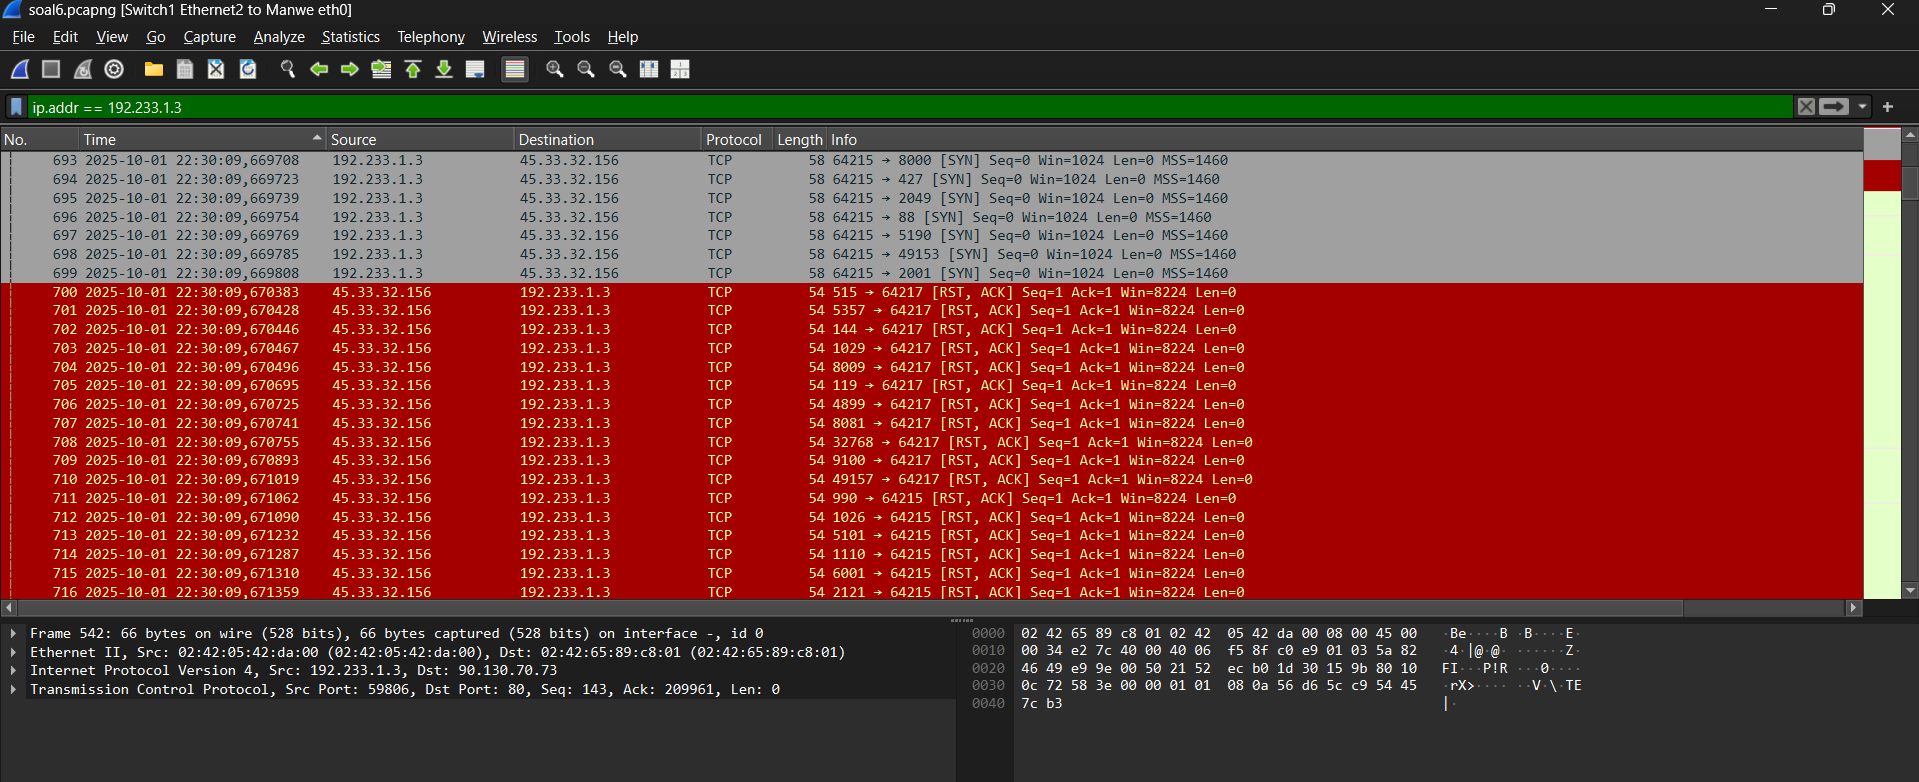 soal6.pcapng [Switch1 Ethernet2 to Manwe eth0]
File Edit View Go Capture Analyze Statistics Telephony Wireless Tools Help
ip.addr == 192.233.1.3
No. Time Source Destination Protocol Length Info
693 2025-10-01 22:30:09,669708 192.233.1.3 45.33.32.156 TCP 58 64215 → 8000 [SYN] Seq=0 Win=1024 Len=0 MSS=1460
694 2025-10-01 22:30:09,669723 192.233.1.3 45.33.32.156 TCP 58 64215 → 427 [SYN] Seq=0 Win=1024 Len=0 MSS=1460
695 2025-10-01 22:30:09,669739 192.233.1.3 45.33.32.156 TCP 58 64215 → 2049 [SYN] Seq=0 Win=1024 Len=0 MSS=1460
696 2025-10-01 22:30:09,669754 192.233.1.3 45.33.32.156 TCP 58 64215 → 88 [SYN] Seq=0 Win=1024 Len=0 MSS=1460
697 2025-10-01 22:30:09,669769 192.233.1.3 45.33.32.156 TCP 58 64215 → 5190 [SYN] Seq=0 Win=1024 Len=0 MSS=1460
698 2025-10-01 22:30:09,669785 192.233.1.3 45.33.32.156 TCP 58 64215 → 49153 [SYN] Seq=0 Win=1024 Len=0 MSS=1460
699 2025-10-01 22:30:09,669808 192.233.1.3 45.33.32.156 TCP 58 64215 → 2001 [SYN] Seq=0 Win=1024 Len=0 MSS=1460
700 2025-10-01 22:30:09,670383 45.33.32.156 192.233.1.3 TCP 54 515 → 64217 [RST, ACK] Seq=1 Ack=1 Win=8224 Len=0
701 2025-10-01 22:30:09,670428 45.33.32.156 192.233.1.3 TCP 54 5357 → 64217 [RST, ACK] Seq=1 Ack=1 Win=8224 Len=0
702 2025-10-01 22:30:09,670446 45.33.32.156 192.233.1.3 TCP 54 144 → 64217 [RST, ACK] Seq=1 Ack=1 Win=8224 Len=0
703 2025-10-01 22:30:09,670467 45.33.32.156 192.233.1.3 TCP 54 1029 → 64217 [RST, ACK] Seq=1 Ack=1 Win=8224 Len=0
704 2025-10-01 22:30:09,670496 45.33.32.156 192.233.1.3 TCP 54 8009 → 64217 [RST, ACK] Seq=1 Ack=1 Win=8224 Len=0
705 2025-10-01 22:30:09,670695 45.33.32.156 192.233.1.3 TCP 54 119 → 64217 [RST, ACK] Seq=1 Ack=1 Win=8224 Len=0
706 2025-10-01 22:30:09,670725 45.33.32.156 192.233.1.3 TCP 54 4899 → 64217 [RST, ACK] Seq=1 Ack=1 Win=8224 Len=0
707 2025-10-01 22:30:09,670741 45.33.32.156 192.233.1.3 TCP 54 8081 → 64217 [RST, ACK] Seq=1 Ack=1 Win=8224 Len=0
708 2025-10-01 22:30:09,670755 45.33.32.156 192.233.1.3 TCP 54 32768 → 64217 [RST, ACK] Seq=1 Ack=1 Win=8224 Len=0
709 2025-10-01 22:30:09,670893 45.33.32.156 192.233.1.3 TCP 54 9100 → 64217 [RST, ACK] Seq=1 Ack=1 Win=8224 Len=0
710 2025-10-01 22:30:09,671019 45.33.32.156 192.233.1.3 TCP 54 49157 → 64217 [RST, ACK] Seq=1 Ack=1 Win=8224 Len=0
711 2025-10-01 22:30:09,671062 45.33.32.156 192.233.1.3 TCP 54 990 → 64215 [RST, ACK] Seq=1 Ack=1 Win=8224 Len=0
712 2025-10-01 22:30:09,671090 45.33.32.156 192.233.1.3 TCP 54 1026 → 64215 [RST, ACK] Seq=1 Ack=1 Win=8224 Len=0
713 2025-10-01 22:30:09,671232 45.33.32.156 192.233.1.3 TCP 54 5101 → 64215 [RST, ACK] Seq=1 Ack=1 Win=8224 Len=0
714 2025-10-01 22:30:09,671287 45.33.32.156 192.233.1.3 TCP 54 1110 → 64215 [RST, ACK] Seq=1 Ack=1 Win=8224 Len=0
715 2025-10-01 22:30:09,671310 45.33.32.156 192.233.1.3 TCP 54 6001 → 64215 [RST, ACK] Seq=1 Ack=1 Win=8224 Len=0
716 2025-10-01 22:30:09,671359 45.33.32.156 192.233.1.3 TCP 54 2121 → 64215 [RST, ACK] Seq=1 Ack=1 Win=8224 Len=0
Frame 542: 66 bytes on wire (528 bits), 66 bytes captured (528 bits) on interface -, id 0
Ethernet II, Src: 02:42:05:42:da:00 (02:42:05:42:da:00), Dst: 02:42:65:89:c8:01 (02:42:65:89:c8:01)
Internet Protocol Version 4, Src: 192.233.1.3, Dst: 90.130.70.73
Transmission Control Protocol, Src Port: 59806, Dst Port: 80, Seq: 143, Ack: 209961, Len: 0
0000 02 42 65 89 c8 01 02 42 05 42 da 00 08 00 45 00 ·Be····B ·B····E·
0010 00 34 e2 7c 40 00 40 06 f5 8f c0 e9 01 03 5a 82 ·4·|@·@· ······Z·
0020 46 49 e9 9e 00 50 21 52 ec b0 1d 30 15 9b 80 10 FI···P!R ···0····
0030 0c 72 58 3e 00 00 01 01 08 0a 56 d6 5c c9 54 45 ·rX>···· ··V·\·TE
0040 7c b3 |·